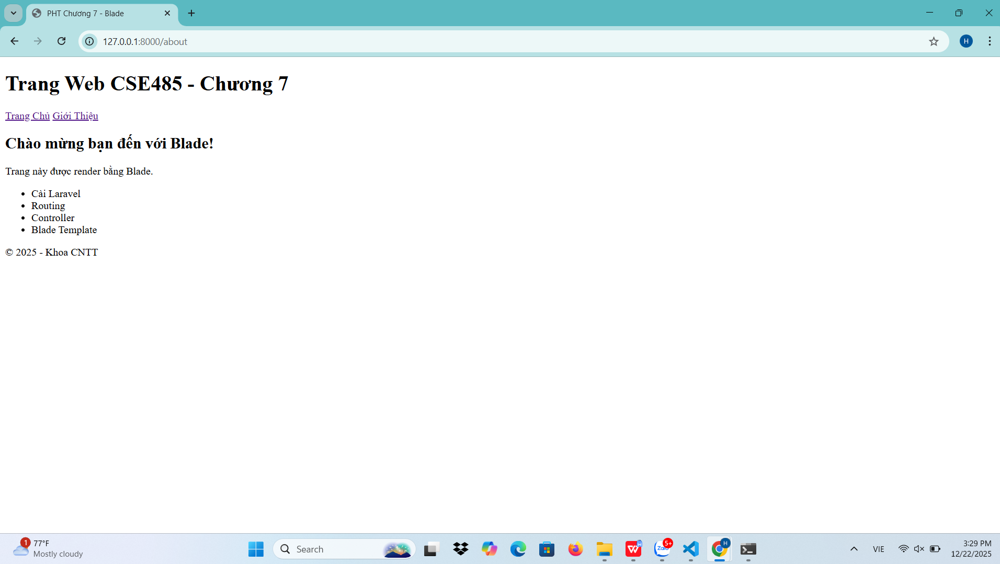 PHT Chương 7 - Blade
127.0.0.1:8000/about
H
Trang Web CSE485 - Chương 7
Trang Chủ Giới Thiệu
Chào mừng bạn đến với Blade!
Trang này được render bằng Blade.
Cài Laravel
Routing
Controller
Blade Template
© 2025 - Khoa CNTT
1
77°F
Mostly cloudy
Search
W
Zalo
5+
H
VIE
3:29 PM
12/22/2025